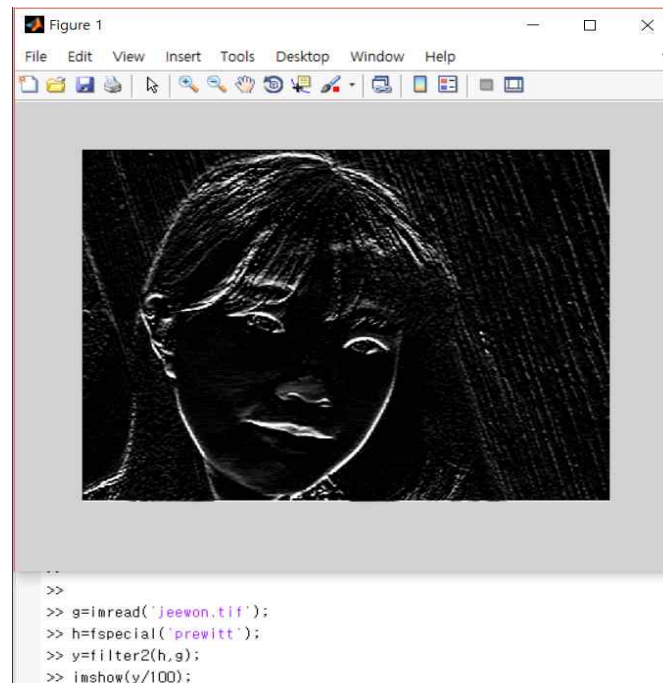 Figure 1
File Edit View Insert Tools Desktop Window Help
>>
>> g=imread('jeewon.tif');
>> h=fspecial('prewitt');
>> y=filter2(h,g);
>> imshow(y/100);